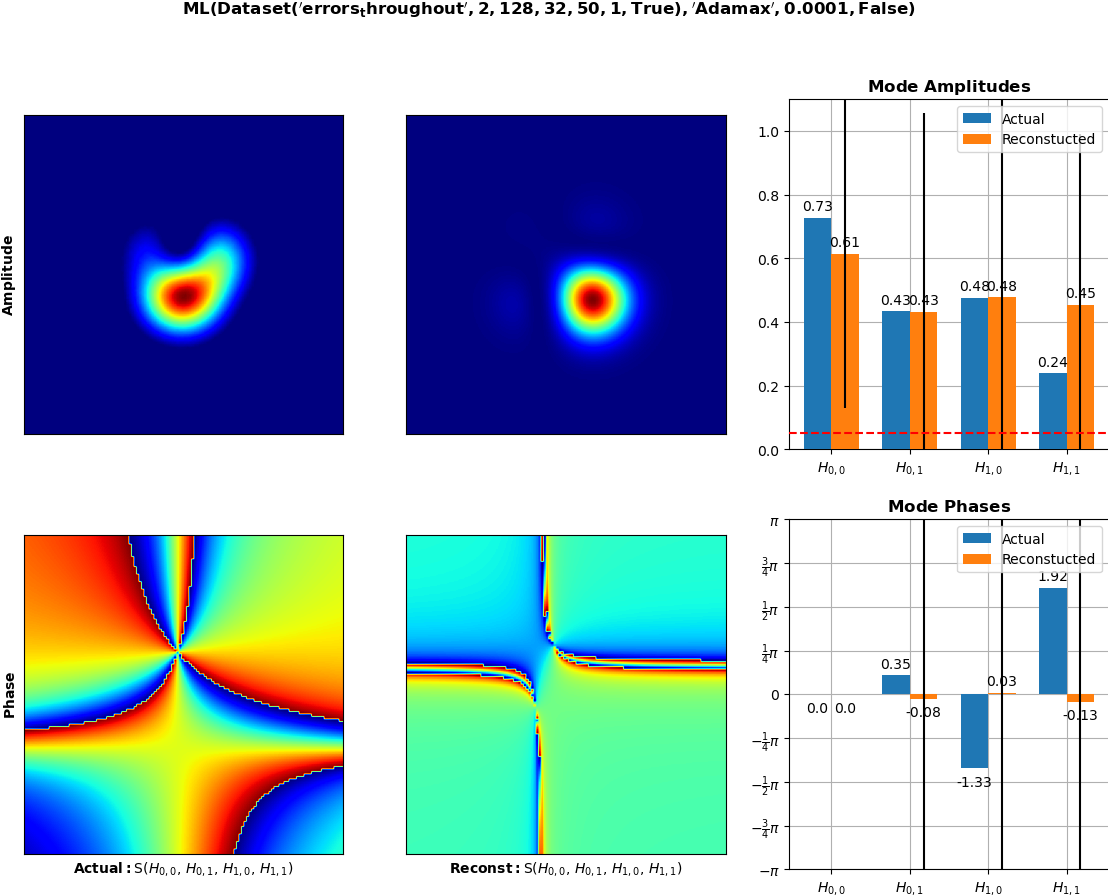 ML(Dataset('errors_throughout', 2, 128, 32, 50, 1, True), 'Adamax', 0.0001, False)
Mode Amplitudes
Amplitude
1.0
0.8
0.6
0.4
0.2
0.0
Actual
Reconstucted
0.73
0.61
0.43
0.43
0.48
0.48
0.24
0.45
H0,0
H0,1
H1,0
H1,1
Mode Phases
Phase
π
3/4π
1/2π
1/4π
0
−1/4π
−1/2π
−3/4π
−π
Actual
Reconstucted
0.0
0.0
0.35
-0.08
-1.33
0.03
1.92
-0.13
H0,0
H0,1
H1,0
H1,1
Actual: S(H0,0, H0,1, H1,0, H1,1)
Reconst: S(H0,0, H0,1, H1,0, H1,1)